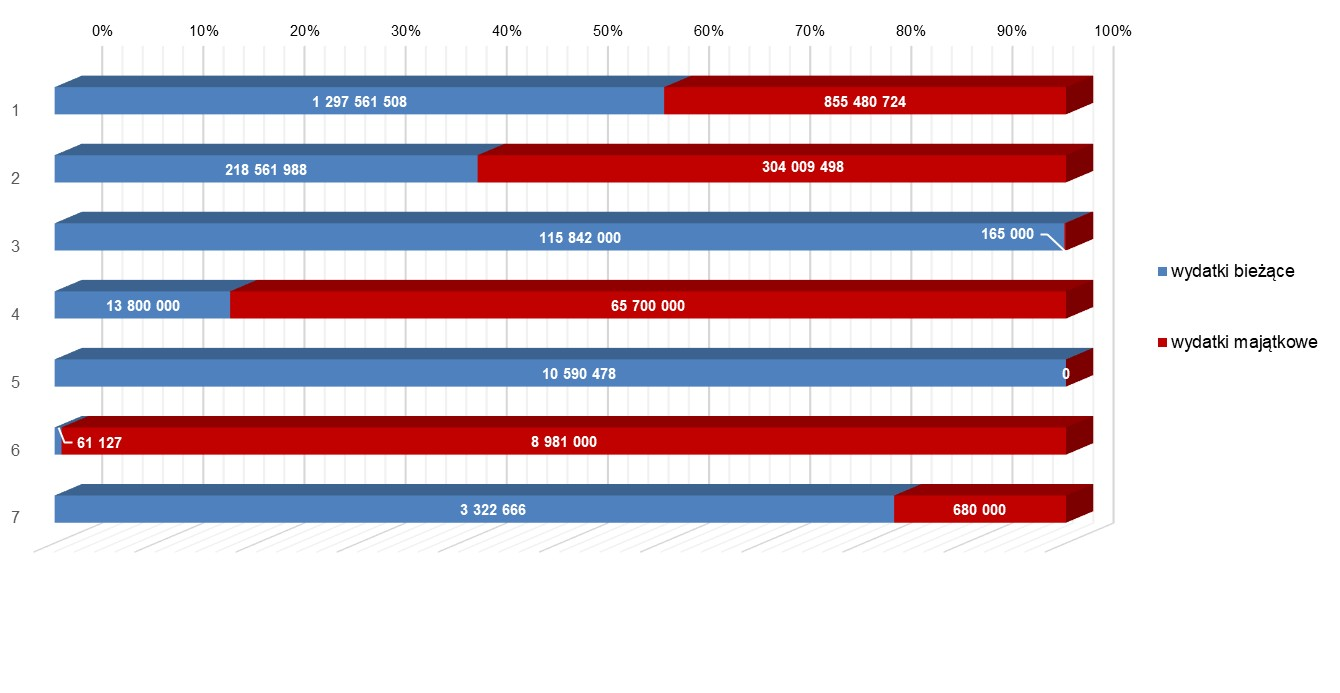 0% 10% 20% 30% 40% 50% 60% 70% 80% 90% 100%
1 1 297 561 508 855 480 724
2 218 561 988 304 009 498
3 115 842 000 165 000
4 13 800 000 65 700 000
5 10 590 478 0
6 61 127 8 981 000
7 3 322 666 680 000
wydatki bieżące
wydatki majątkowe